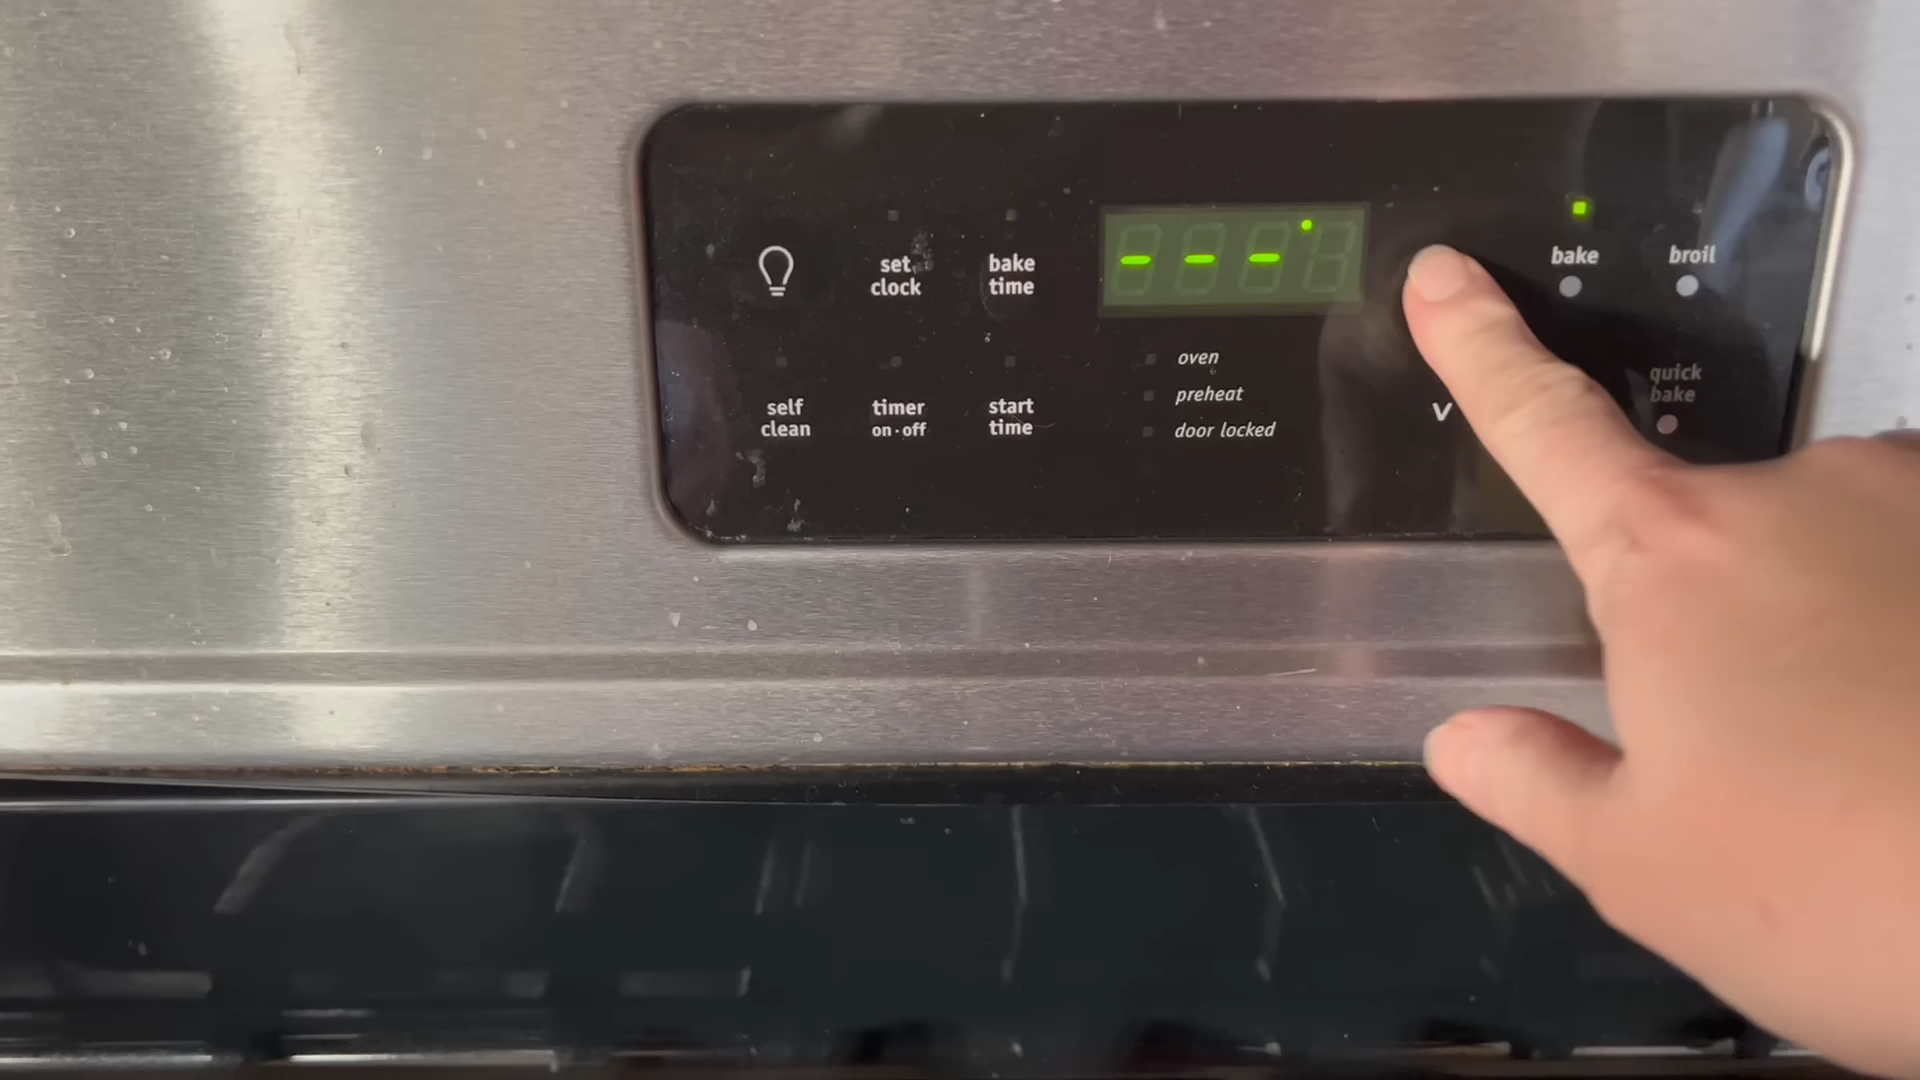 set
clock
bake
time
- - -°
bake
broil
self
clean
timer
on·off
start
time
oven
preheat
door locked
v
quick
bake